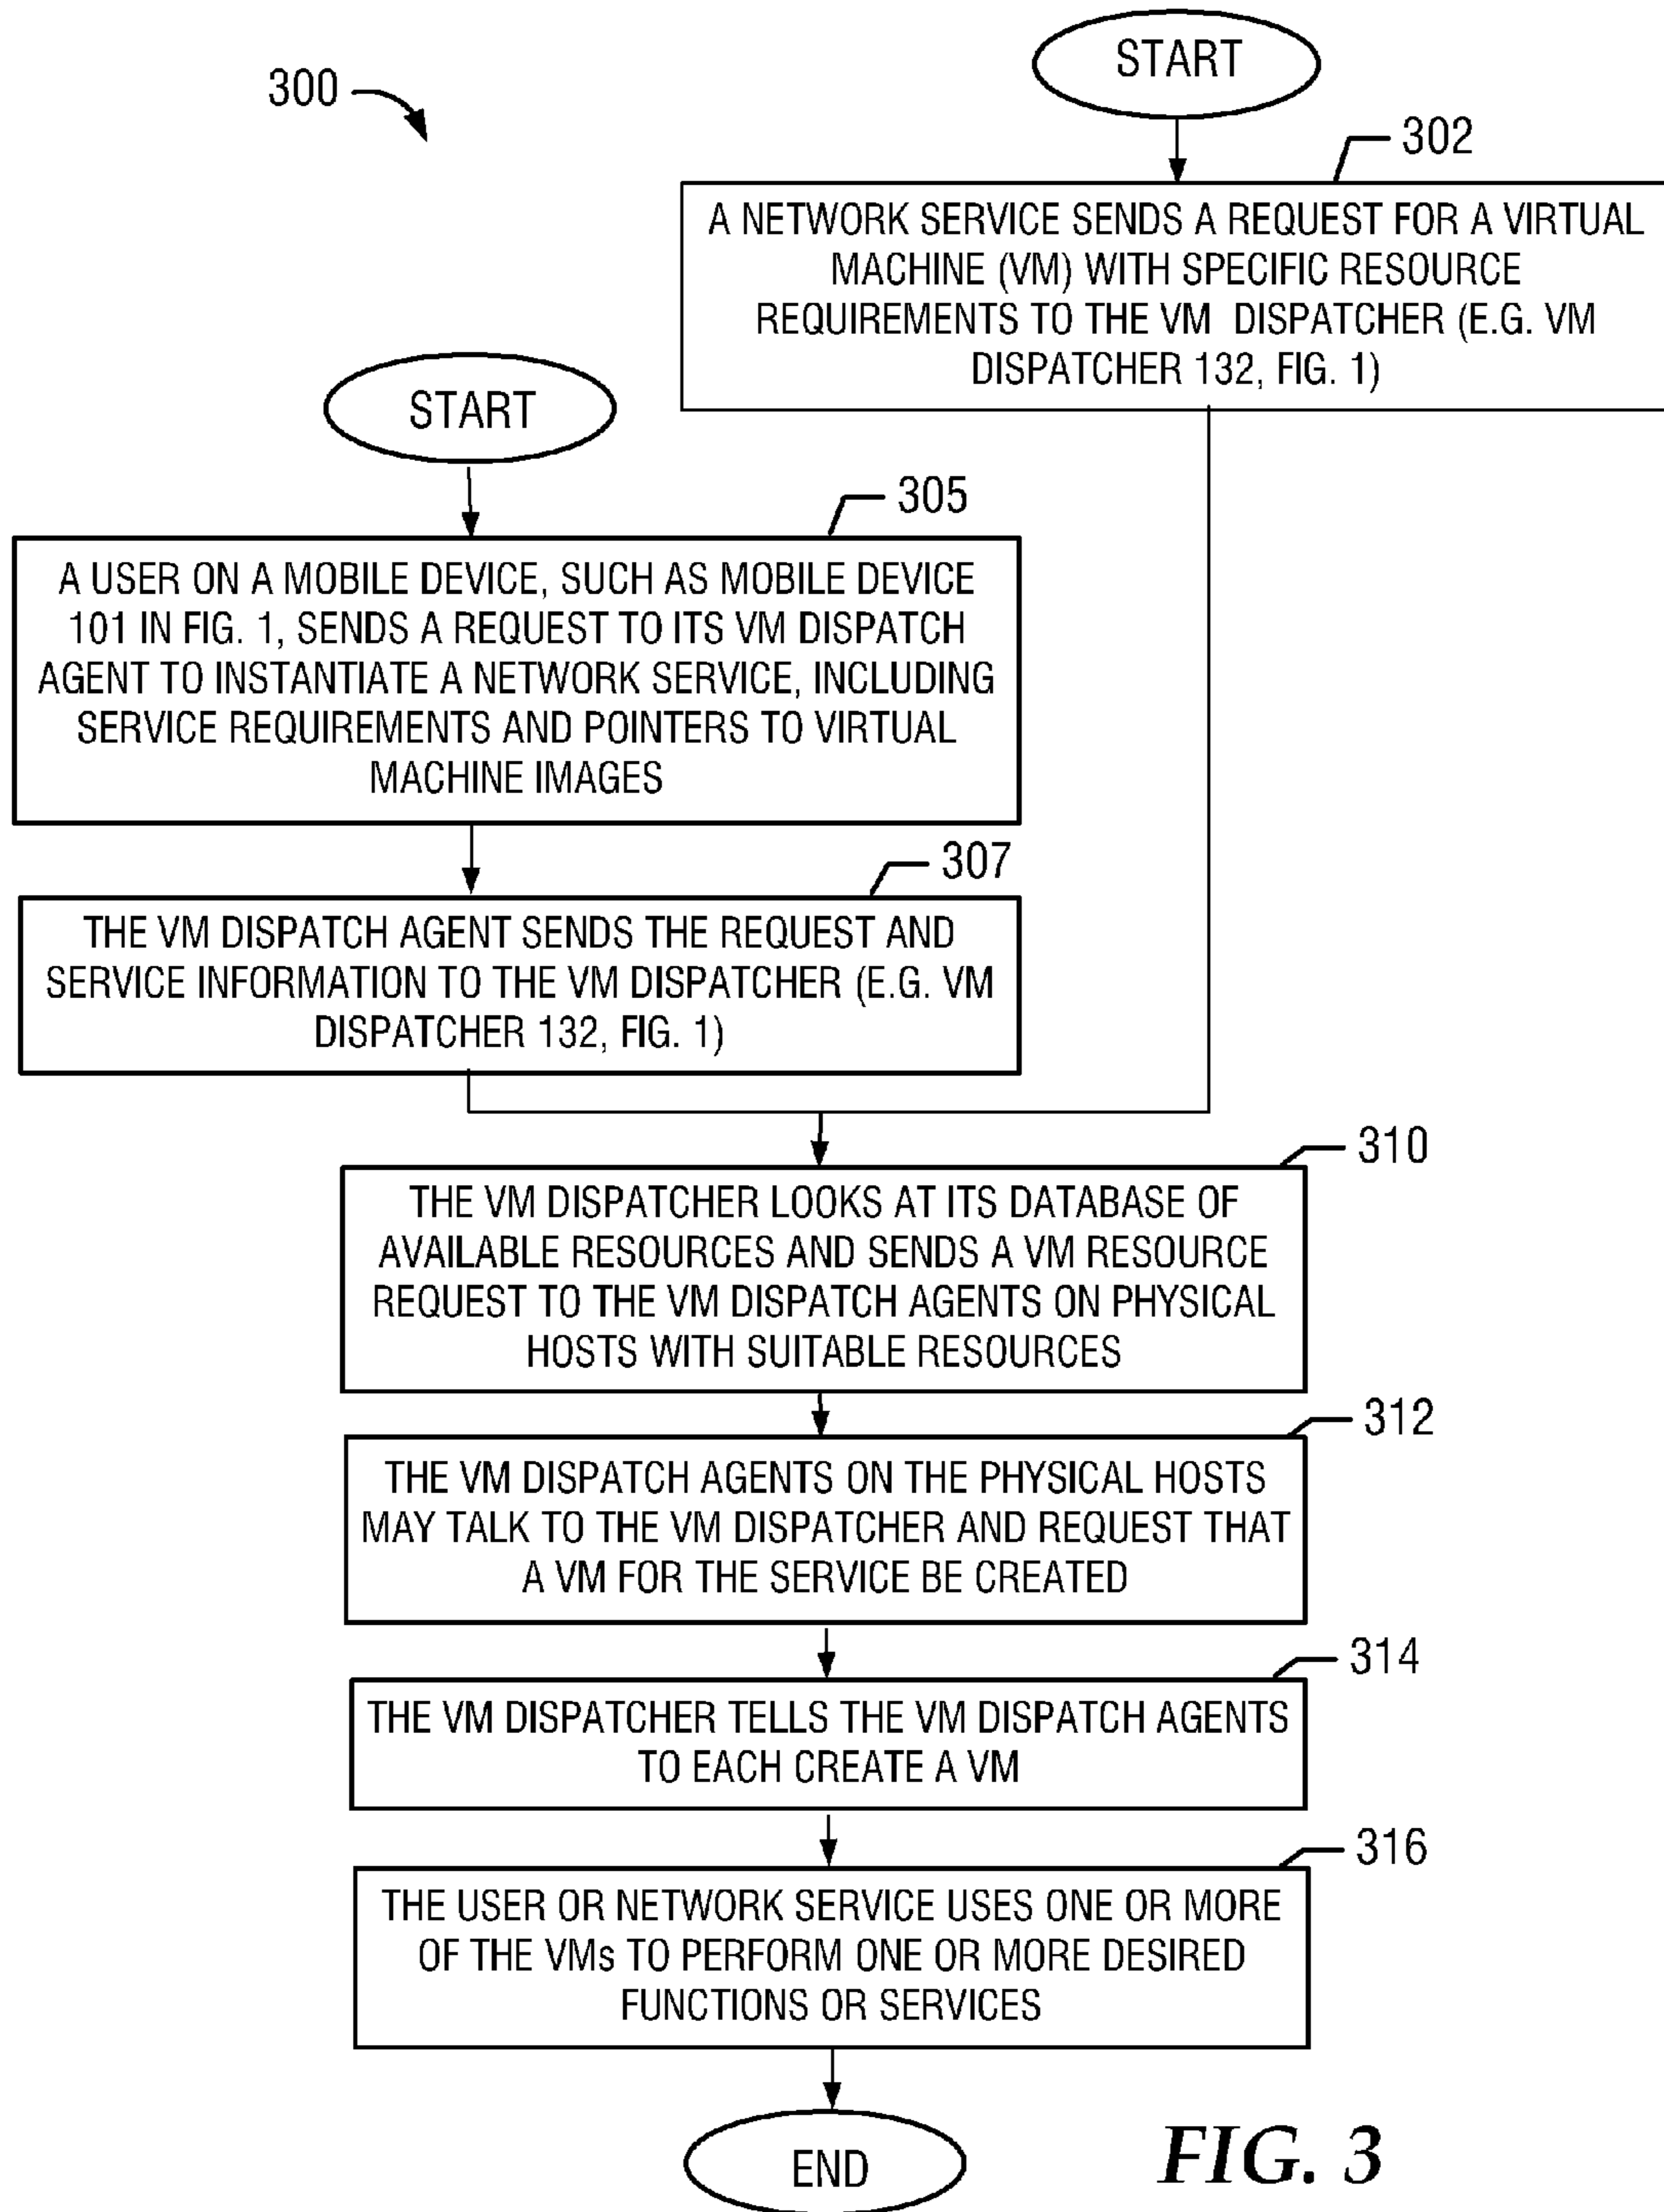 START
300
302
A NETWORK SERVICE SENDS A REQUEST FOR A VIRTUAL
MACHINE (VM) WITH SPECIFIC RESOURCE
REQUIREMENTS TO THE VM DISPATCHER (E.G. VM
DISPATCHER 132, FIG. 1)
START
305
A USER ON A MOBILE DEVICE, SUCH AS MOBILE DEVICE
101 IN FIG. 1, SENDS A REQUEST TO ITS VM DISPATCH
AGENT TO INSTANTIATE A NETWORK SERVICE, INCLUDING
SERVICE REQUIREMENTS AND POINTERS TO VIRTUAL
MACHINE IMAGES
307
THE VM DISPATCH AGENT SENDS THE REQUEST AND
SERVICE INFORMATION TO THE VM DISPATCHER (E.G. VM
DISPATCHER 132, FIG. 1)
310
THE VM DISPATCHER LOOKS AT ITS DATABASE OF
AVAILABLE RESOURCES AND SENDS A VM RESOURCE
REQUEST TO THE VM DISPATCH AGENTS ON PHYSICAL
HOSTS WITH SUITABLE RESOURCES
312
THE VM DISPATCH AGENTS ON THE PHYSICAL HOSTS
MAY TALK TO THE VM DISPATCHER AND REQUEST THAT
A VM FOR THE SERVICE BE CREATED
314
THE VM DISPATCHER TELLS THE VM DISPATCH AGENTS
TO EACH CREATE A VM
316
THE USER OR NETWORK SERVICE USES ONE OR MORE
OF THE VMs TO PERFORM ONE OR MORE DESIRED
FUNCTIONS OR SERVICES
END
FIG. 3